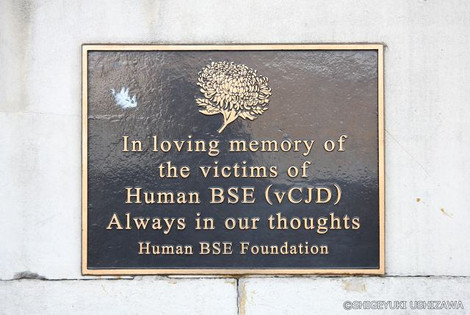 In loving memory of
the victims of
Human BSE (vCJD)
Always in our thoughts
Human BSE Foundation
©SHIGEYUKI USHIZAWA